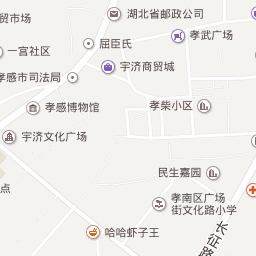 湖北省邮政公司
贸市场
孝武广场
屈臣氏
一宫社区
宇济商贸城
孝感市司法局
孝感博物馆
孝柴小区
宇济文化广场
民生嘉园
点
孝南区广场
街文化路小学
长征路
哈哈虾子王